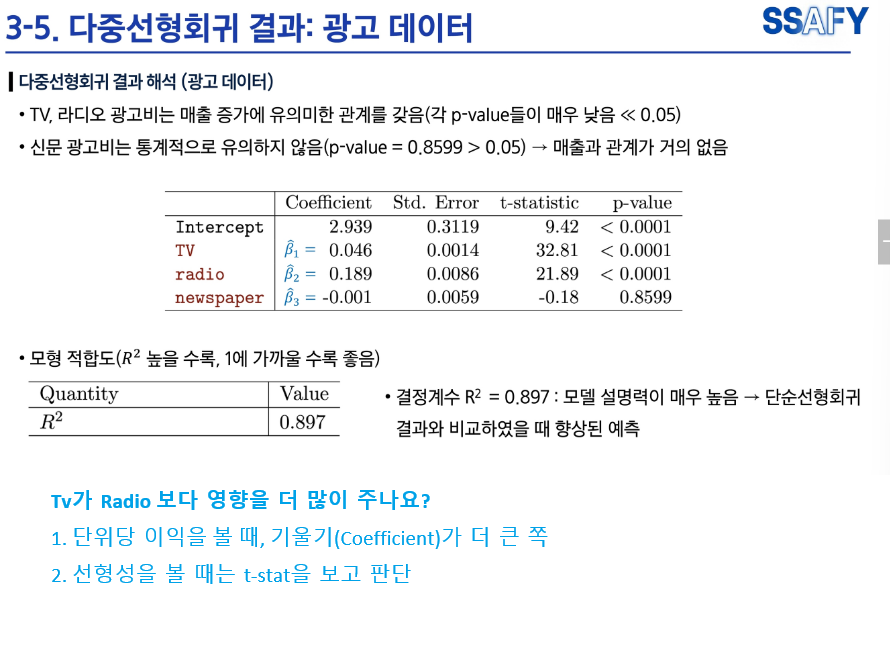 3-5. 다중선형회귀 결과: 광고 데이터
SSAFY
다중선형회귀 결과 해석 (광고 데이터)
• TV, 라디오 광고비는 매출 증가에 유의미한 관계를 갖음(각 p-value들이 매우 낮음 ≪ 0.05)
• 신문 광고비는 통계적으로 유의하지 않음(p-value = 0.8599 > 0.05) → 매출과 관계가 거의 없음
Coefficient Std. Error t-statistic p-value
Intercept 2.939 0.3119 9.42 < 0.0001
TV β̂₁ = 0.046 0.0014 32.81 < 0.0001
radio β̂₂ = 0.189 0.0086 21.89 < 0.0001
newspaper β̂₃ = -0.001 0.0059 -0.18 0.8599
• 모형 적합도(R² 높을 수록, 1에 가까울 수록 좋음)
Quantity Value
R² 0.897
• 결정계수 R² = 0.897 : 모델 설명력이 매우 높음 → 단순선형회귀
결과와 비교하였을 때 향상된 예측
Tv가 Radio 보다 영향을 더 많이 주나요?
1. 단위당 이익을 볼 때, 기울기(Coefficient)가 더 큰 쪽
2. 선형성을 볼 때는 t-stat을 보고 판단